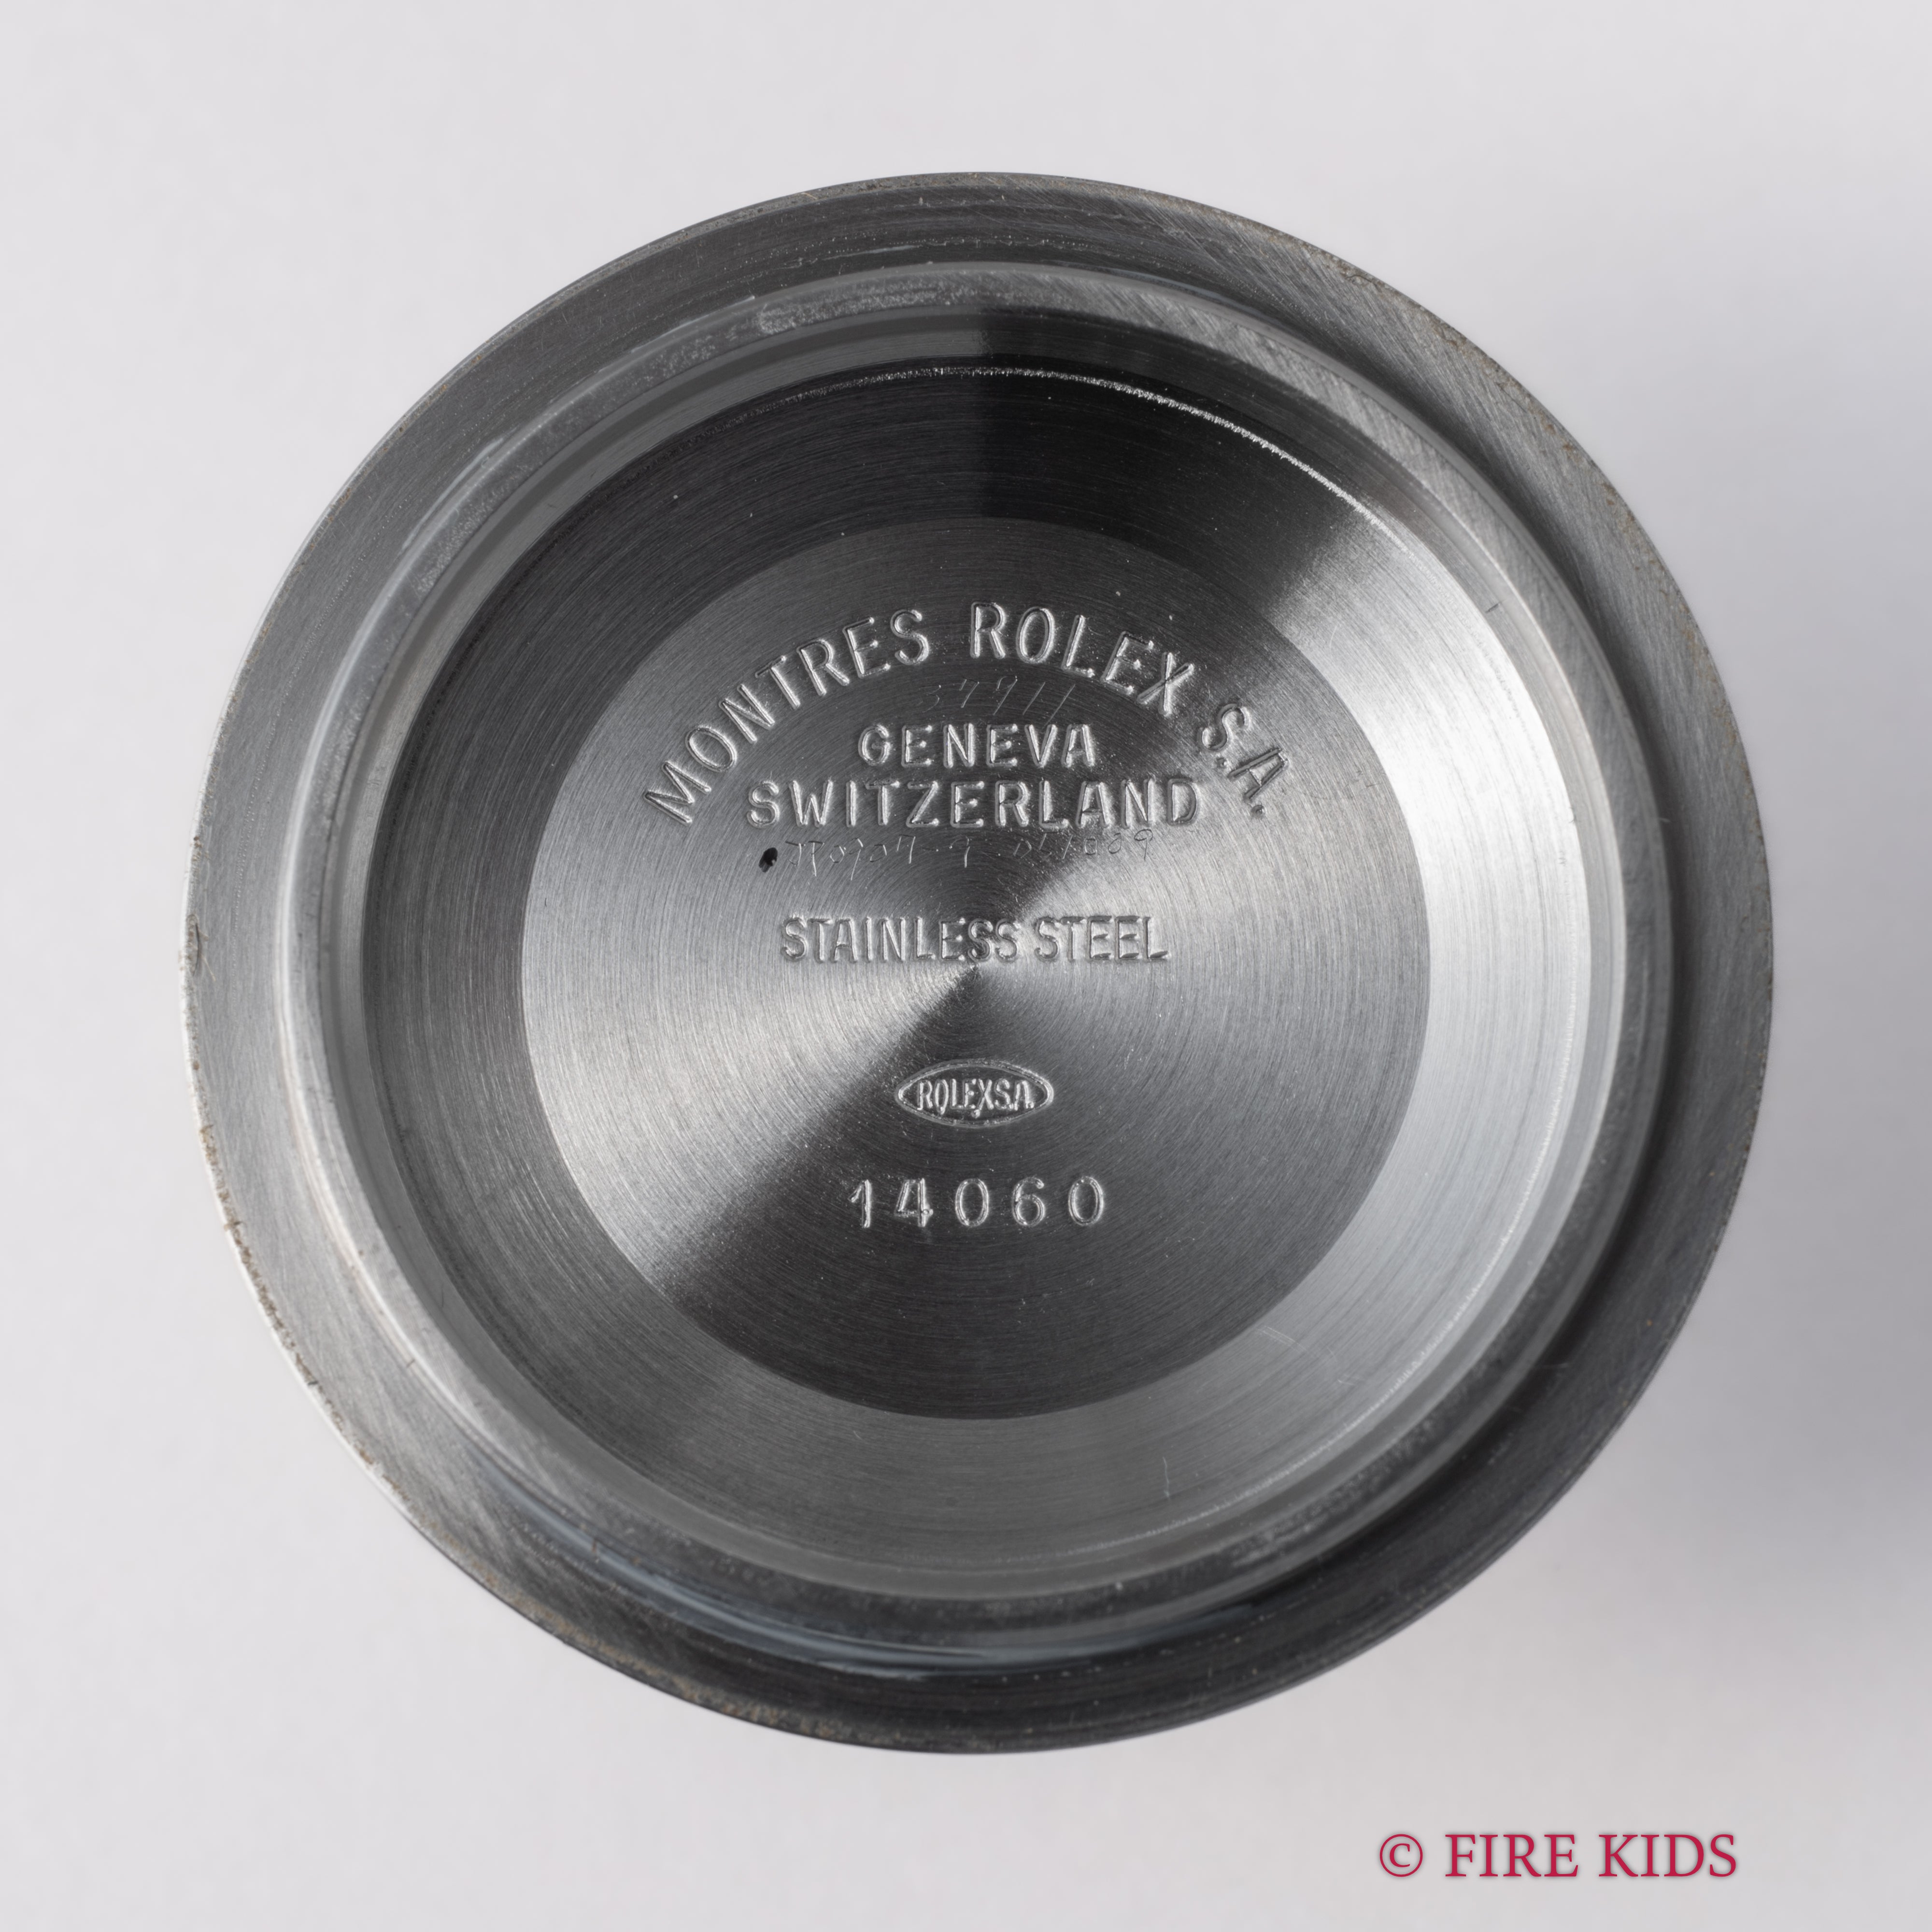 MONTRES ROLEX S.A.
GENEVA
SWITZERLAND
STAINLESS STEEL
ROLEX S.A.
14060
© FIRE KIDS